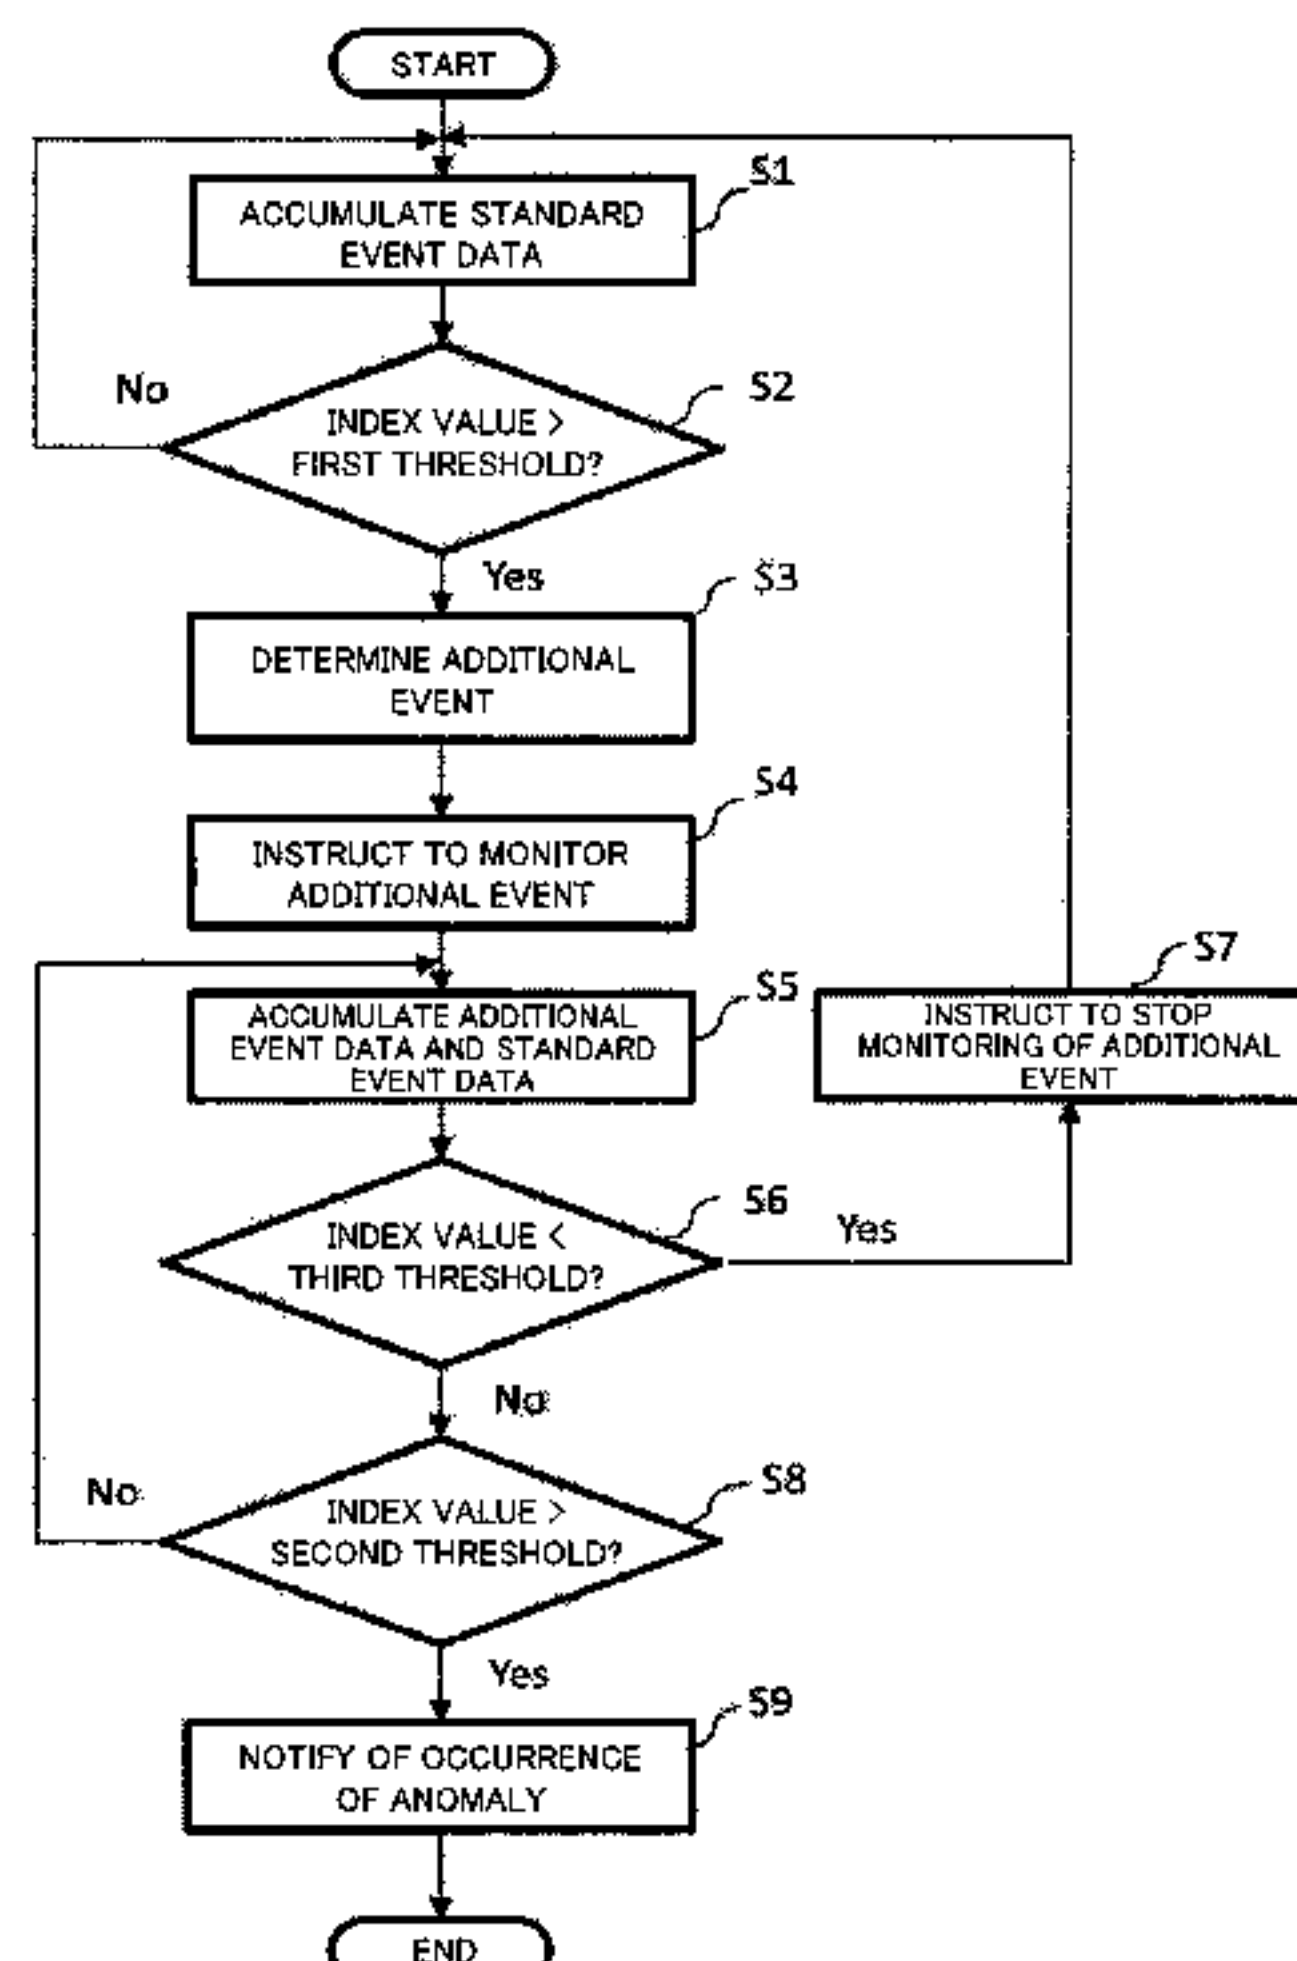 START
S1
ACCUMULATE STANDARD
EVENT DATA
No
S2
INDEX VALUE >
FIRST THRESHOLD?
Yes
S3
DETERMINE ADDITIONAL
EVENT
S4
INSTRUCT TO MONITOR
ADDITIONAL EVENT
S5
ACCUMULATE ADDITIONAL
EVENT DATA AND STANDARD
EVENT DATA
S7
INSTRUCT TO STOP
MONITORING OF ADDITIONAL
EVENT
S6
INDEX VALUE <
THIRD THRESHOLD?
Yes
No
S8
No
INDEX VALUE >
SECOND THRESHOLD?
Yes
S9
NOTIFY OF OCCURRENCE
OF ANOMALY
END